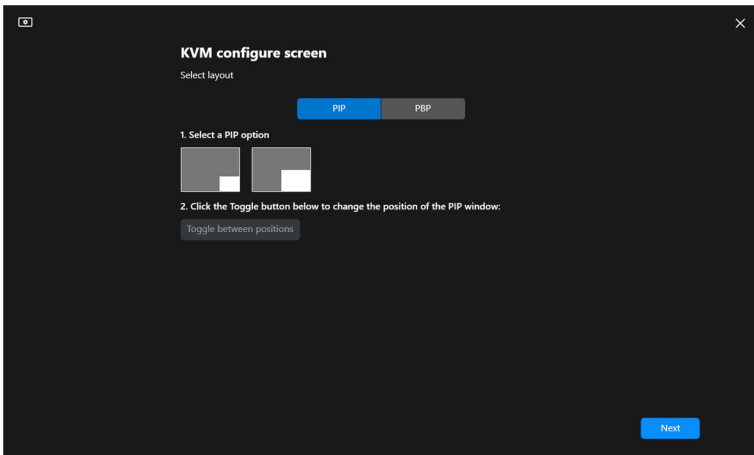 KVM configure screen
Select layout
PIP PBP
1. Select a PIP option
2. Click the Toggle button below to change the position of the PIP window:
Toggle between positions
Next